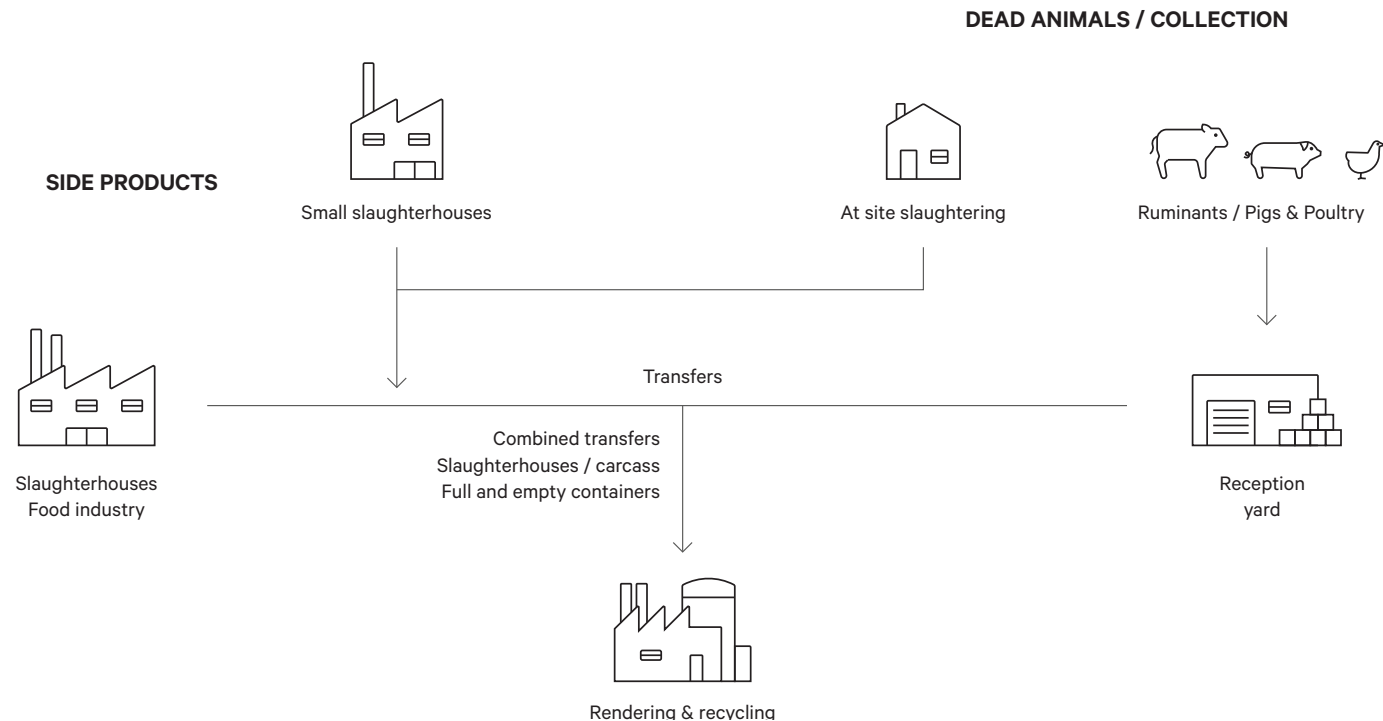 DEAD ANIMALS / COLLECTION
SIDE PRODUCTS
Small slaughterhouses
At site slaughtering
Ruminants / Pigs & Poultry
Transfers
Combined transfers
Slaughterhouses / carcass
Full and empty containers
Slaughterhouses
Food industry
Reception
yard
Rendering & recycling